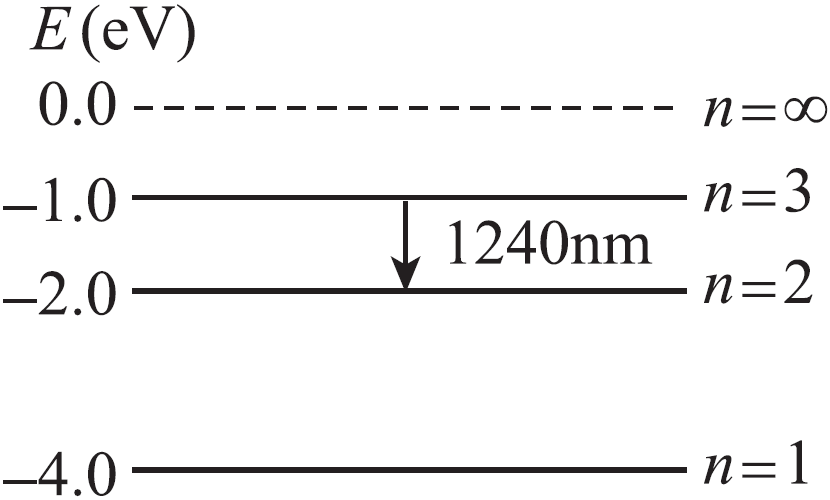 E (eV)
0.0 n=∞
–1.0 n=3
1240nm
–2.0 n=2
–4.0 n=1